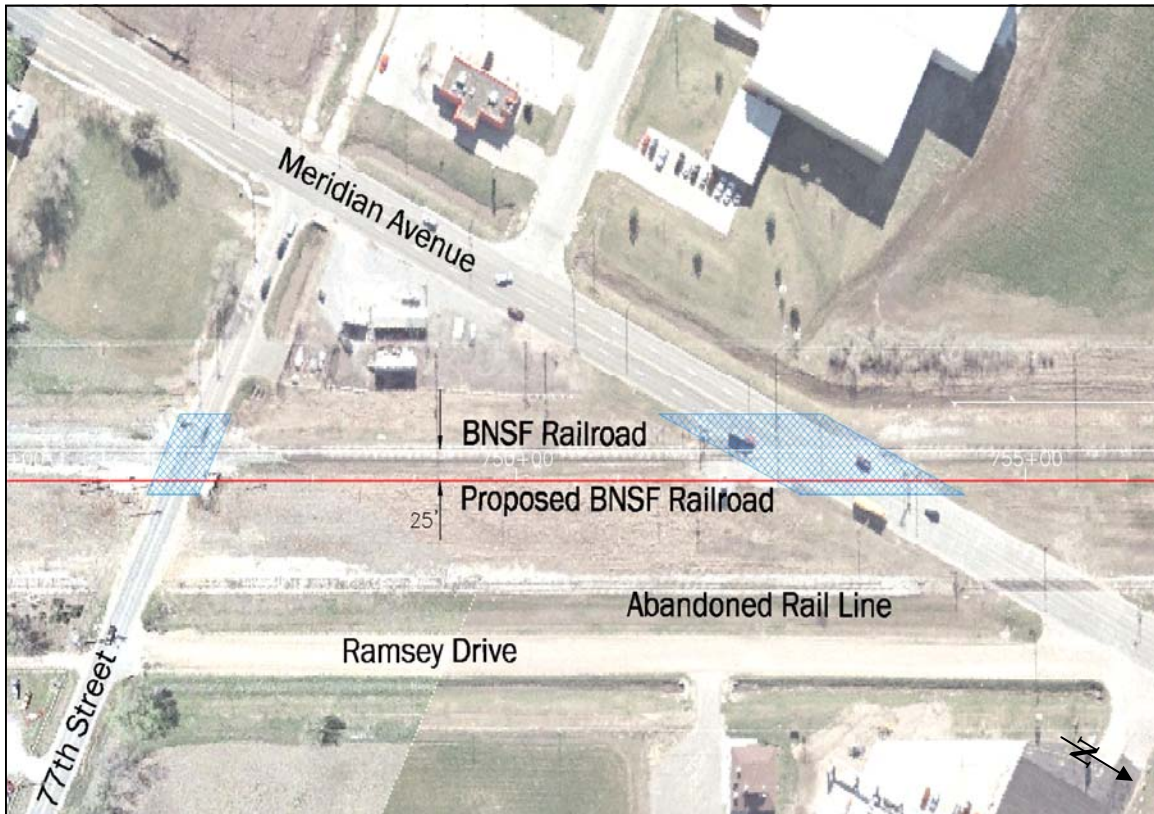 Meridian Avenue
BNSF Railroad
750+00
755+00
Proposed BNSF Railroad
25'
Abandoned Rail Line
Ramsey Drive
77th Street
N